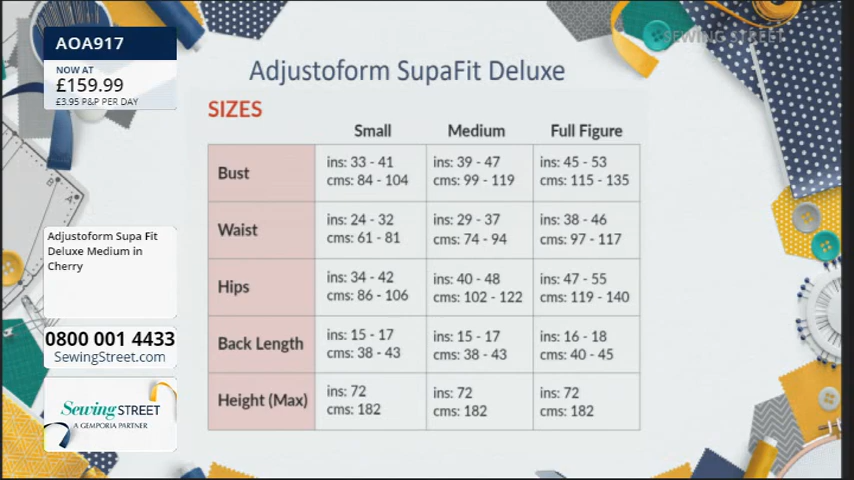 SEWING STREET
AOA917
NOW AT
£159.99
£3.95 P&P PER DAY
Adjustoform SupaFit Deluxe
SIZES
Small Medium Full Figure
Bust
ins: 33 - 41
cms: 84 - 104
ins: 39 - 47
cms: 99 - 119
ins: 45 - 53
cms: 115 - 135
Waist
ins: 24 - 32
cms: 61 - 81
ins: 29 - 37
cms: 74 - 94
ins: 38 - 46
cms: 97 - 117
Hips
ins: 34 - 42
cms: 86 - 106
ins: 40 - 48
cms: 102 - 122
ins: 47 - 55
cms: 119 - 140
Back Length
ins: 15 - 17
cms: 38 - 43
ins: 15 - 17
cms: 38 - 43
ins: 16 - 18
cms: 40 - 45
Height (Max)
ins: 72
cms: 182
ins: 72
cms: 182
ins: 72
cms: 182
Adjustoform Supa Fit
Deluxe Medium in
Cherry
0800 001 4433
SewingStreet.com
Sewing STREET
A GEMPORIA PARTNER